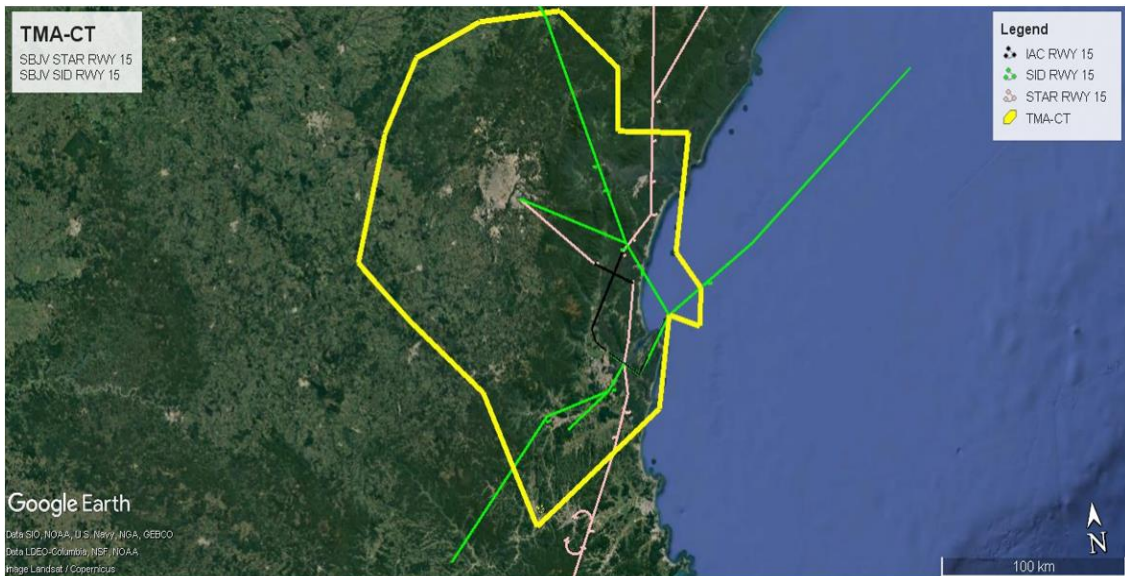 TMA-CT
SBJV STAR RWY 15
SBJV SID RWY 15
Legend
IAC RWY 15
SID RWY 15
STAR RWY 15
TMA-CT
Google Earth
Data SIO, NOAA, U.S. Navy, NGA, GEBCO
Data LDEO-Columbia, NSF, NOAA
Image Landsat / Copernicus
N
100 km